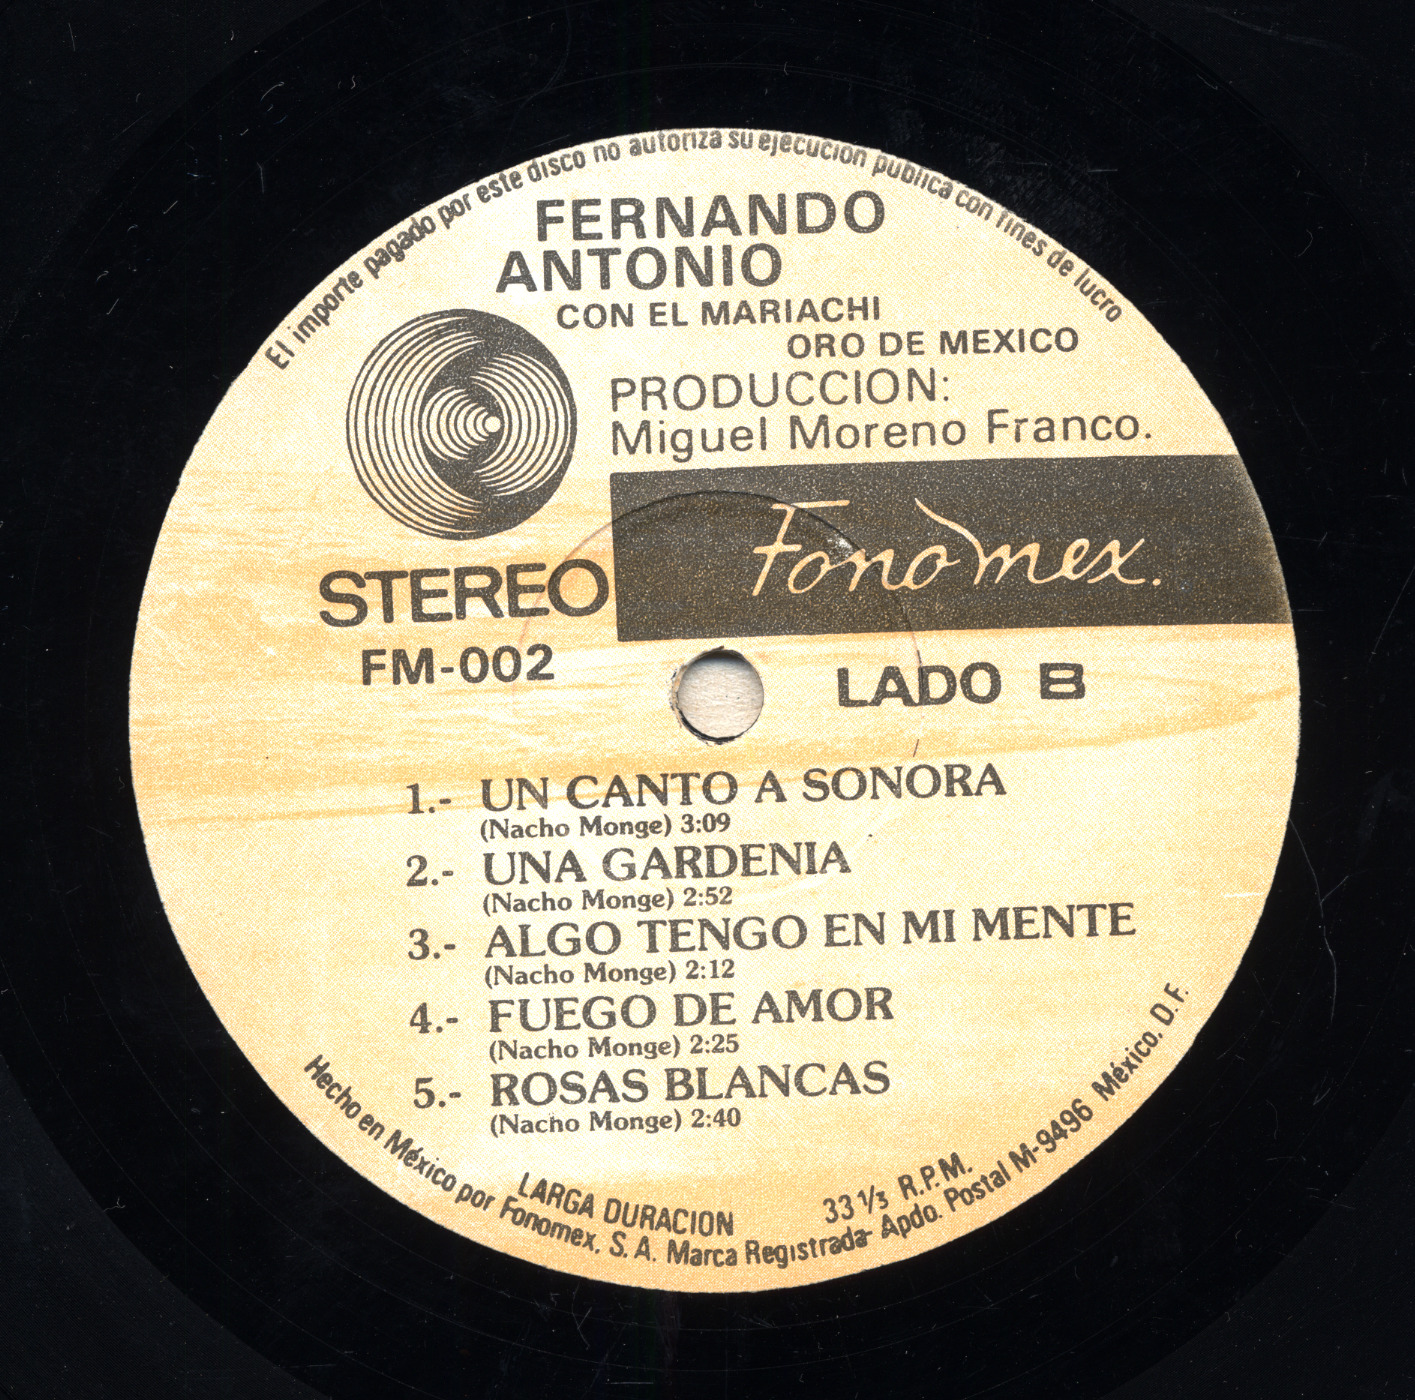 El importe pagado por este disco no autoriza su ejecucion publica con fines de lucro
FERNANDO
ANTONIO
CON EL MARIACHI
ORO DE MEXICO
PRODUCCION:
Miguel Moreno Franco.
Fonomex.
STEREO
FM-002
LADO B
1.- UN CANTO A SONORA
(Nacho Monge) 3:09
2.- UNA GARDENIA
(Nacho Monge) 2:52
3.- ALGO TENGO EN MI MENTE
(Nacho Monge) 2:12
4.- FUEGO DE AMOR
(Nacho Monge) 2:25
5.- ROSAS BLANCAS
(Nacho Monge) 2:40
LARGA DURACION 33 1/3 R.P.M.
Hecho en México por Fonomex. S.A. Marca Registrada- Apdo. Postal M-9496 México. D.F.